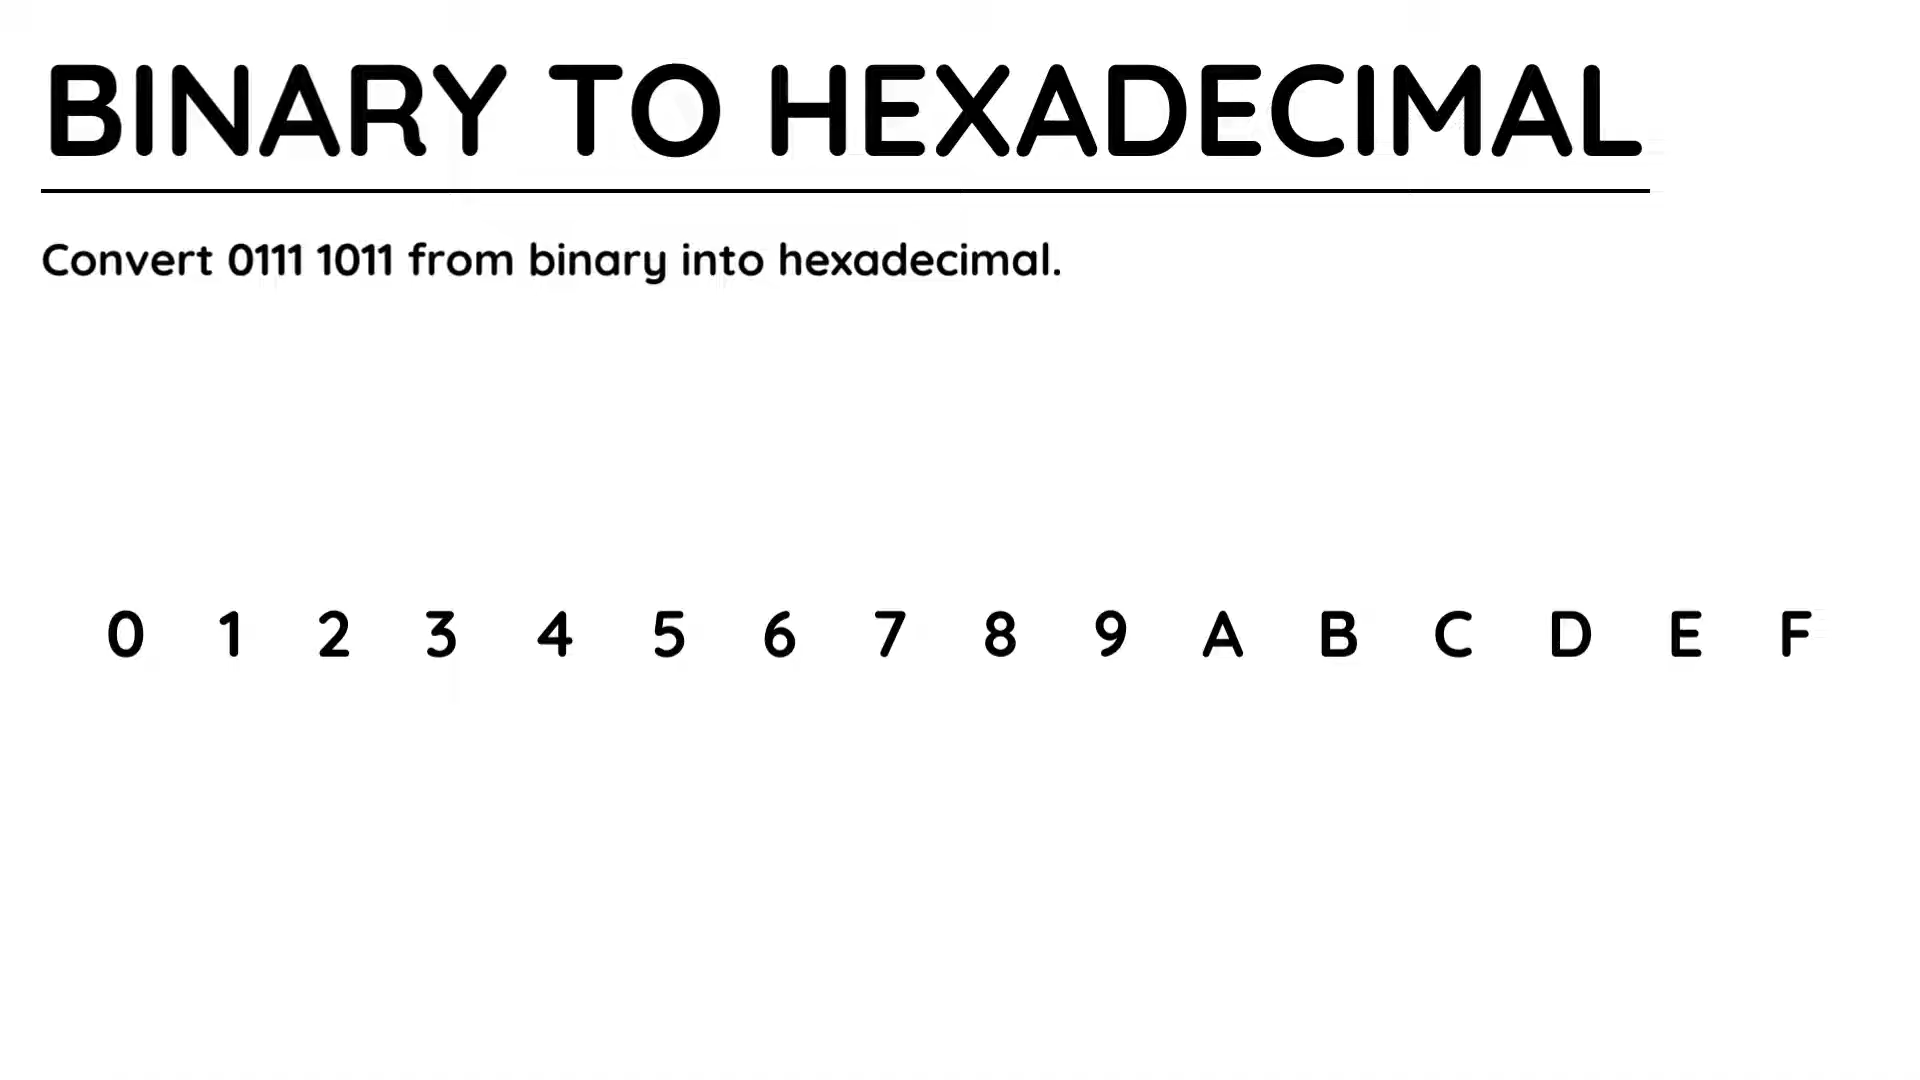 BINARY TO HEXADECIMAL
Convert 0111 1011 from binary into hexadecimal.
0 1 2 3 4 5 6 7 8 9 A B C D E F